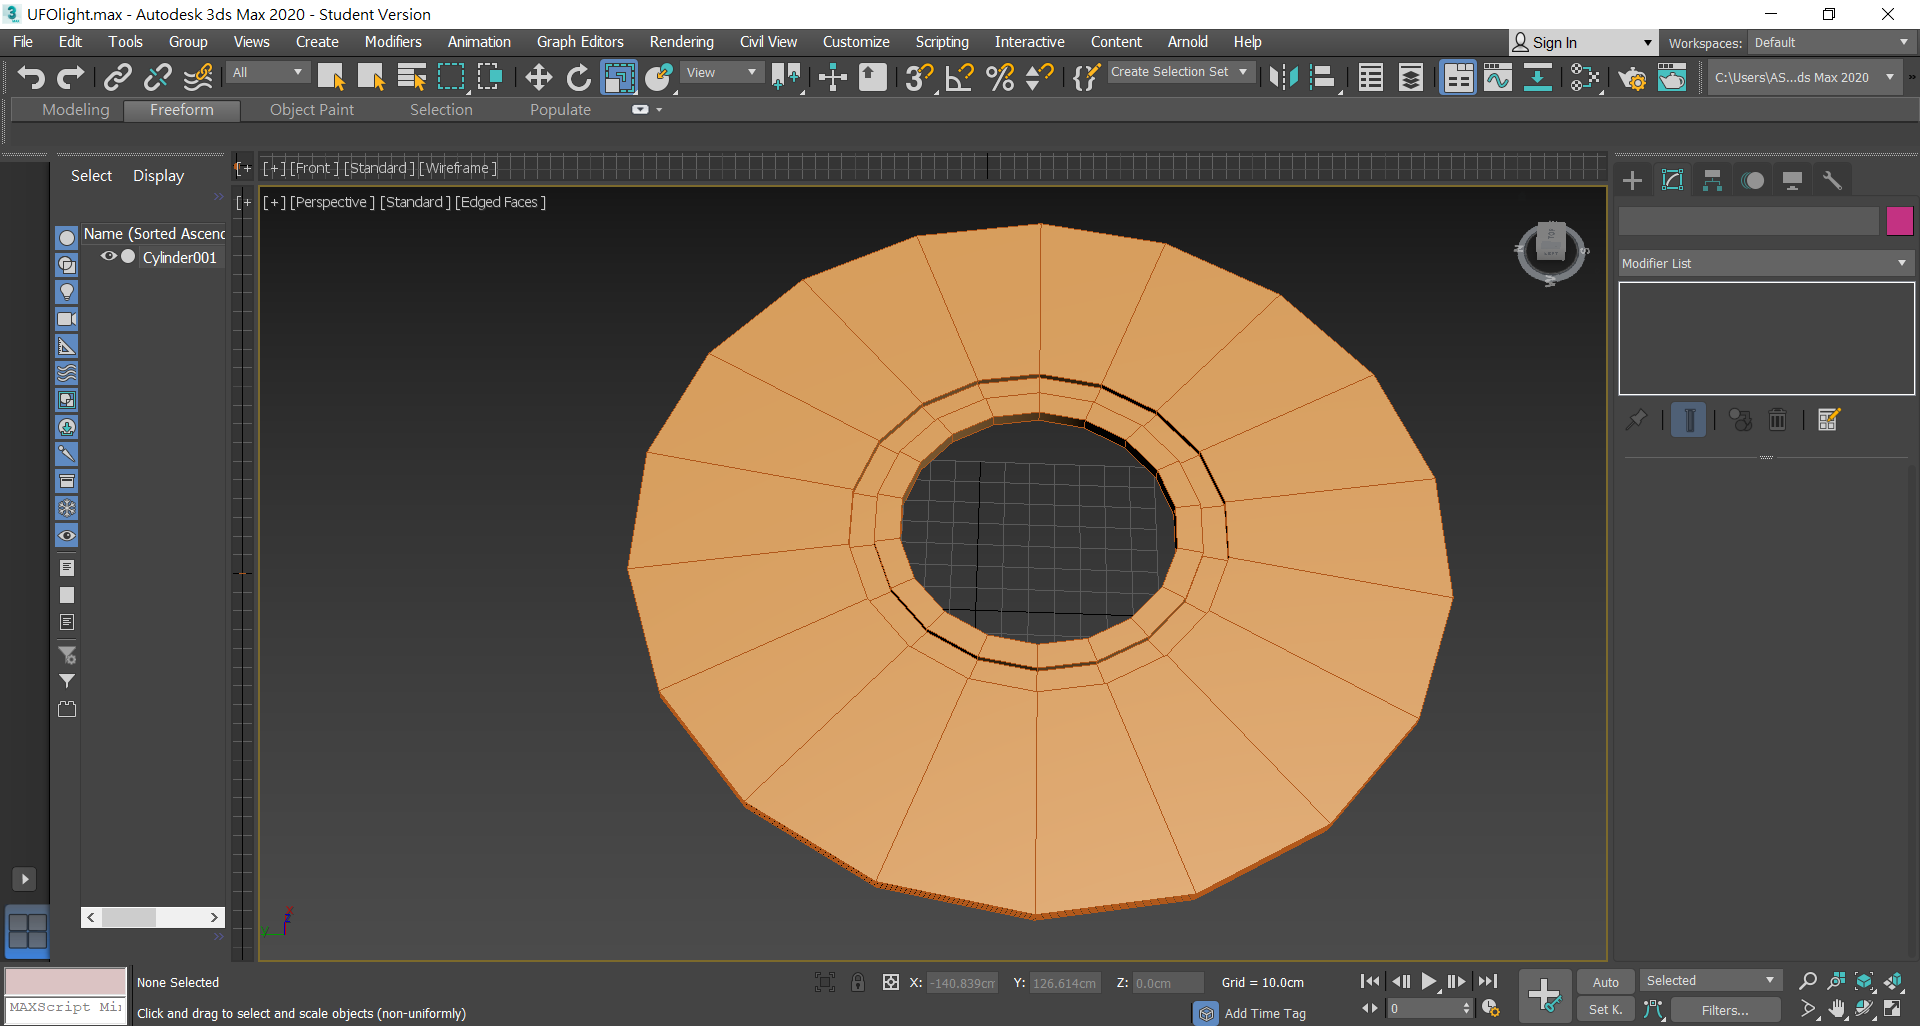 UFOlight.max - Autodesk 3ds Max 2020 - Student Version
File Edit Tools Group Views Create Modifiers Animation Graph Editors Rendering Civil View Customize Scripting Interactive Content Arnold Help
Sign In
Workspaces: Default
All
View
Create Selection Set
C:\Users\AS...ds Max 2020
Modeling Freeform Object Paint Selection Populate
Select Display
[+] [Front ] [Standard ] [Wireframe ]
[+] [Perspective ] [Standard ] [Edged Faces ]
Name (Sorted Ascenc
Cylinder001
TOP
LEFT
N
S
W
Modifier List
x
z
y
None Selected
X: -140.839cm Y: 126.614cm Z: 0.0cm Grid = 10.0cm
Auto Selected
MAXScript Mi
Click and drag to select and scale objects (non-uniformly)
Add Time Tag
0
Set K. Filters...